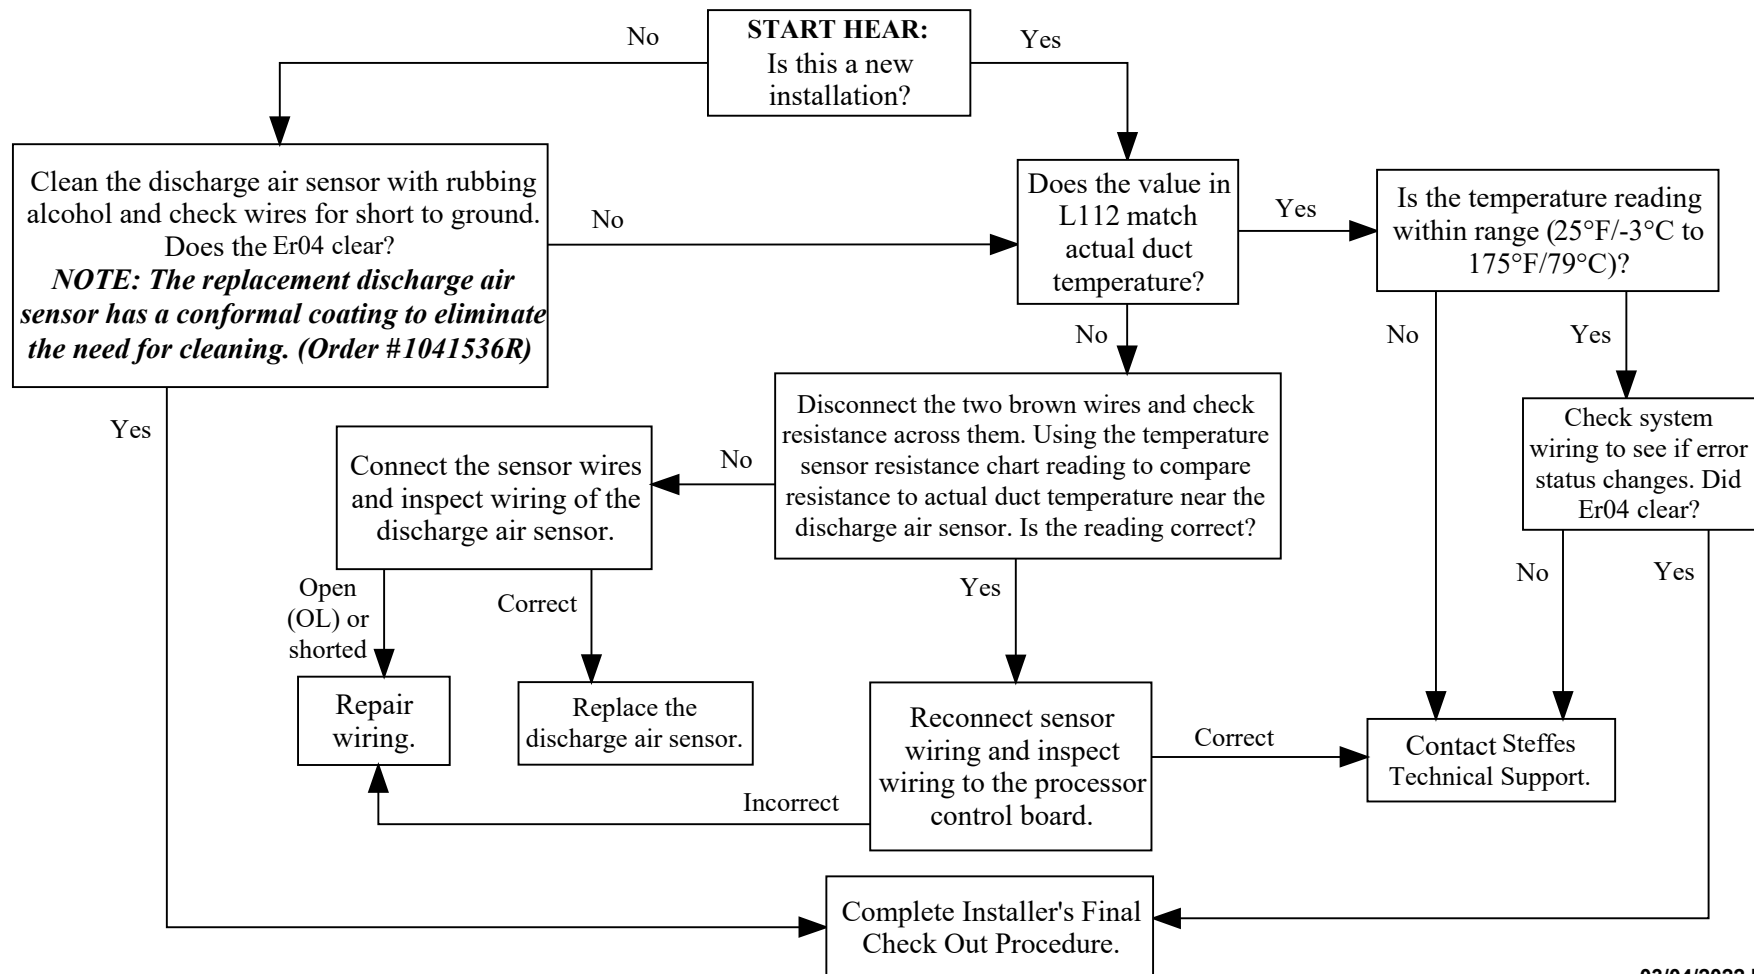 START HEAR:
Is this a new
installation?
No
Yes
Clean the discharge air sensor with rubbing
alcohol and check wires for short to ground.
Does the Er04 clear?
NOTE: The replacement discharge air
sensor has a conformal coating to eliminate
the need for cleaning. (Order #1041536R)
No
Does the value in
L112 match
actual duct
temperature?
Yes
Is the temperature reading
within range (25°F/-3°C to
175°F/79°C)?
No
No
Yes
Yes
Disconnect the two brown wires and check
resistance across them. Using the temperature
sensor resistance chart reading to compare
resistance to actual duct temperature near the
discharge air sensor. Is the reading correct?
Check system
wiring to see if error
status changes. Did
Er04 clear?
No
Connect the sensor wires
and inspect wiring of the
discharge air sensor.
Open
(OL) or
shorted
Correct
Yes
No
Yes
Repair
wiring.
Replace the
discharge air sensor.
Reconnect sensor
wiring and inspect
wiring to the processor
control board.
Correct
Contact Steffes
Technical Support.
Incorrect
Complete Installer's Final
Check Out Procedure.